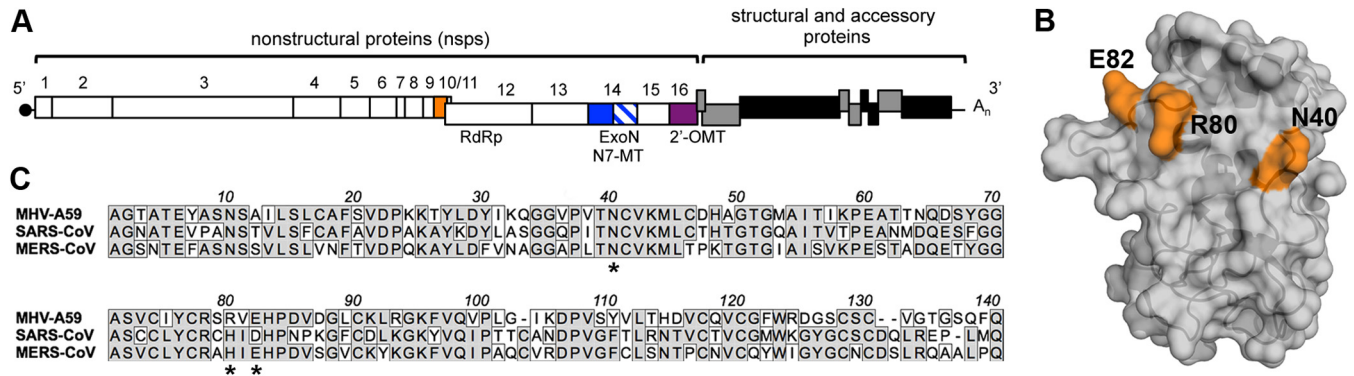 A
structural and accessory
proteins
nonstructural proteins (nsps)
5' 1 2 3 4 5 6 7 8 9 10/11 12 13 14 15 16 3'
An
RdRp ExoN 2'-OMT
N7-MT
B
E82
R80
N40
C
10 20 30 40 50 60 70
MHV-A59 AGTATEYASNSAILSLCAFSVDPKKTYLDYIKQGGVPVTNCVKMLCDHAGTGMAITIKPEATTNQDSYGG
SARS-CoV AGNATEVPANSTVLSFCAFAVDPAKAYKDYLASGGQPITNCVKMLCTHTGTGQAITVTPEANMDQESFGG
MERS-CoV AGSNTEFASNSSVLSLVNFTVDPQKAYLDFVNAGGAPLTNCVKMLTPKTGTGIAISVKPESTADQETYGG
*
80 90 100 110 120 130 140
MHV-A59 ASVCIYCRSRVEHPDVDGLCKLRGKFVQVPLG-IKDPVSYVLTHDVCQVCGFWRDGSCSC--VGTGSQFQ
SARS-CoV ASCCLYCRCHIDHPNPKGFCDLKGKYVQIPTTCANDPVGFTLRNTVCTVCGMWKGYGCSCDQLREP-LMQ
MERS-CoV ASVCLYCRAHIEHPDVSGVCKYKGKFVQIPAQCVRDPVGFCLSNTPCNVCQYWIGYGCNCDSLRQAALPQ
* *